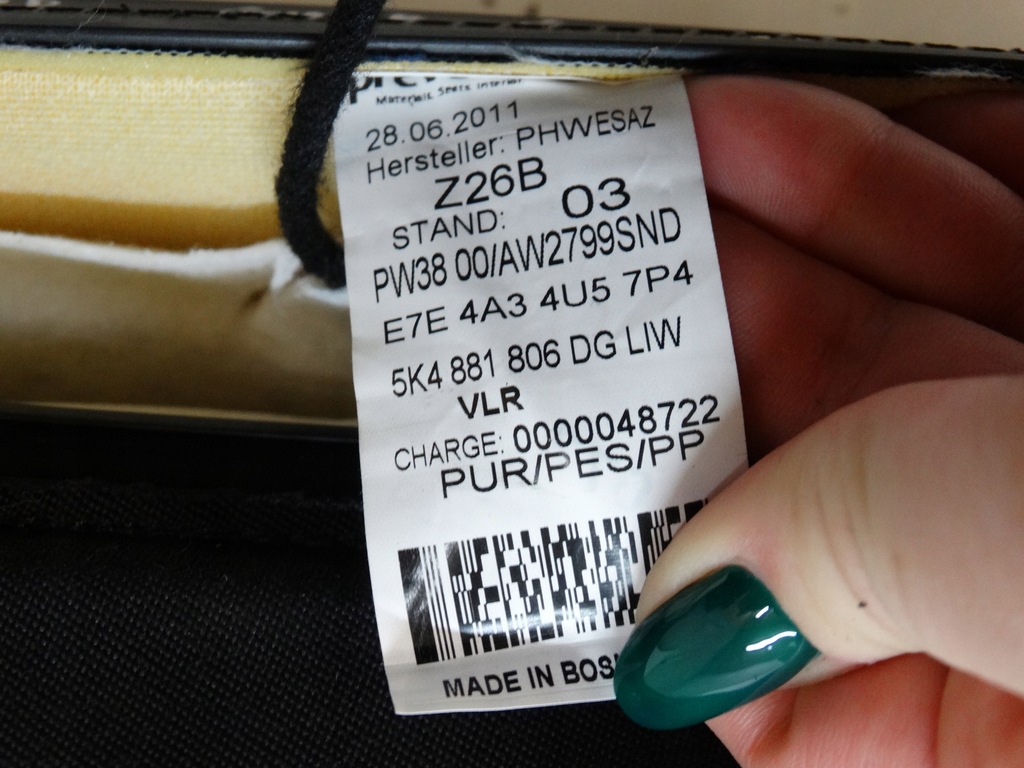 28.06.2011
Hersteller: PHWESAZ
Z26B
STAND: 03
PW38 00/AW2799SND
E7E 4A3 4U5 7P4
5K4 881 806 DG LIW
VLR
CHARGE: 0000048722
PUR/PES/PP
MADE IN